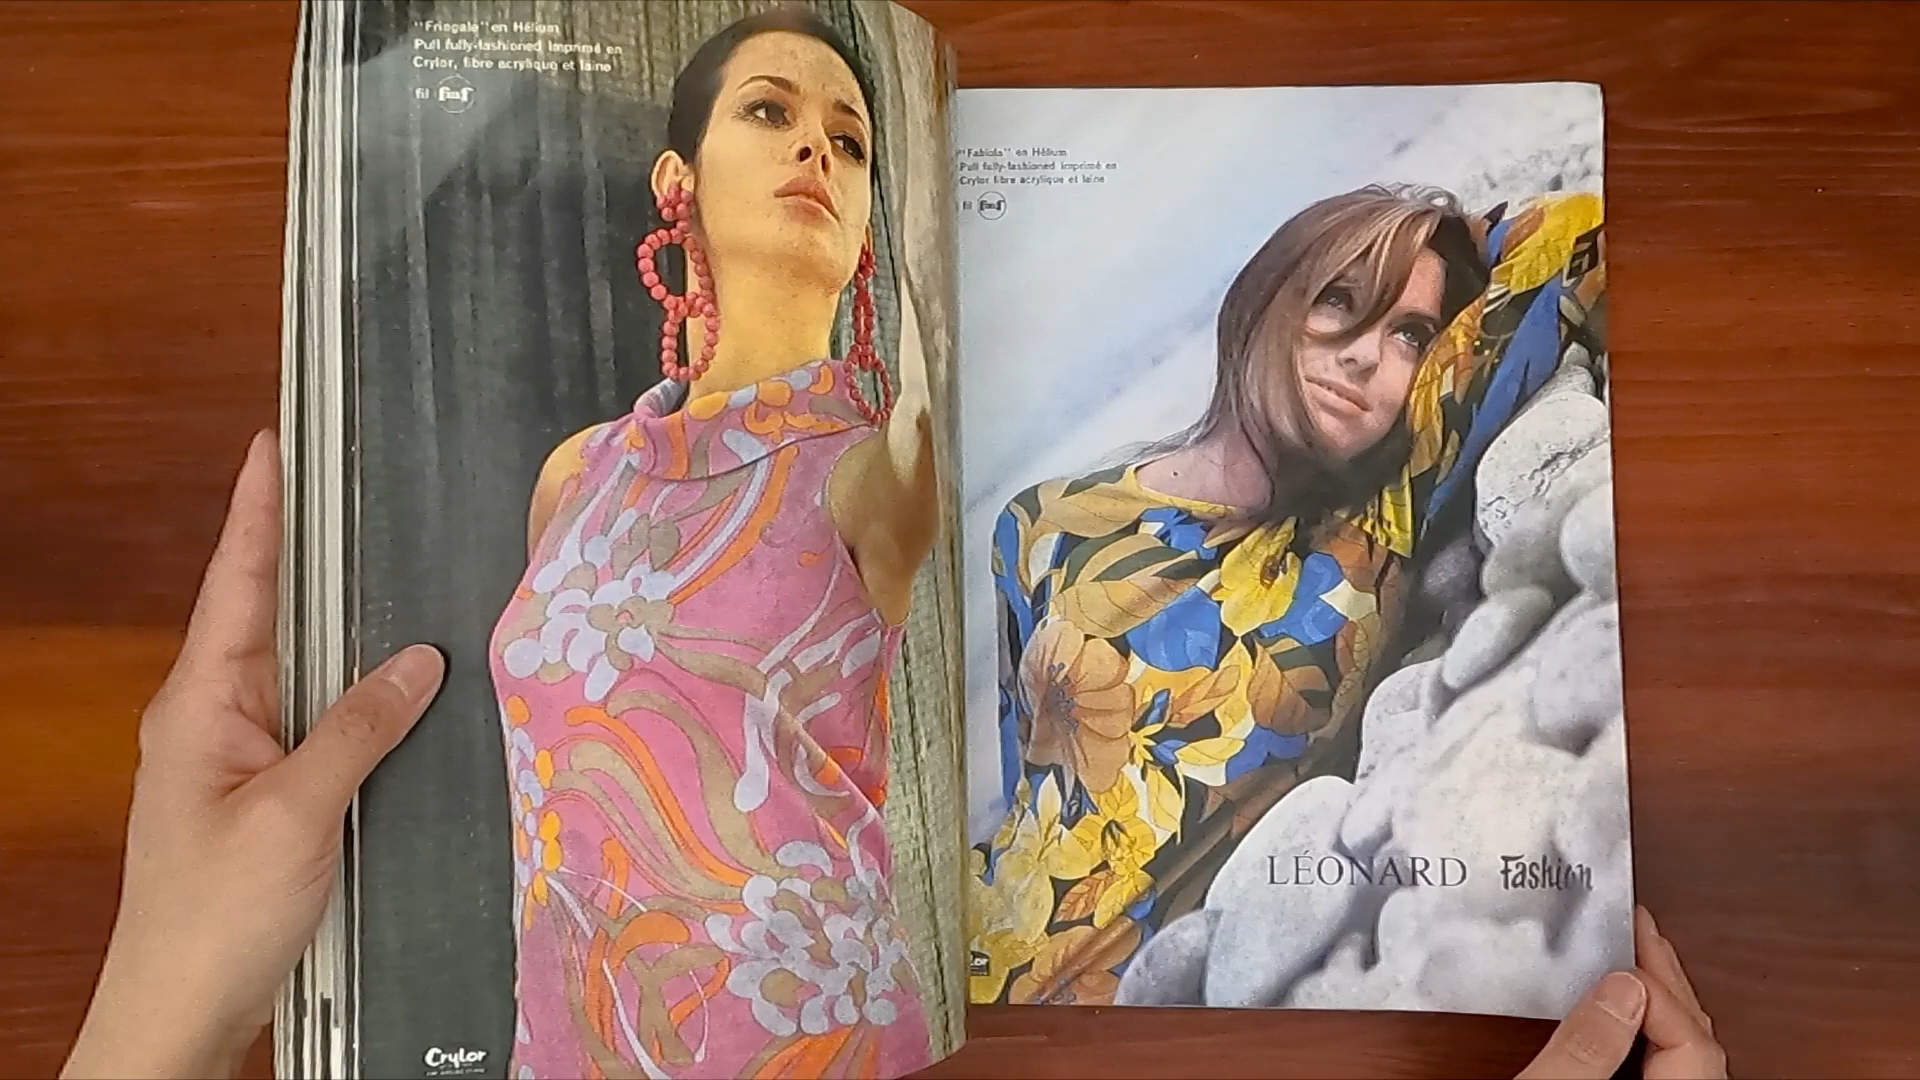 "Fringale" en Hélium
Pull fully-fashioned imprimé en
Crylor, fibre acrylique et laine
fil
Crylor
"Fabiola" en Hélium
Pull fully-fashioned imprimé en
Crylor fibre acrylique et laine
fil
LÉONARD Fashion